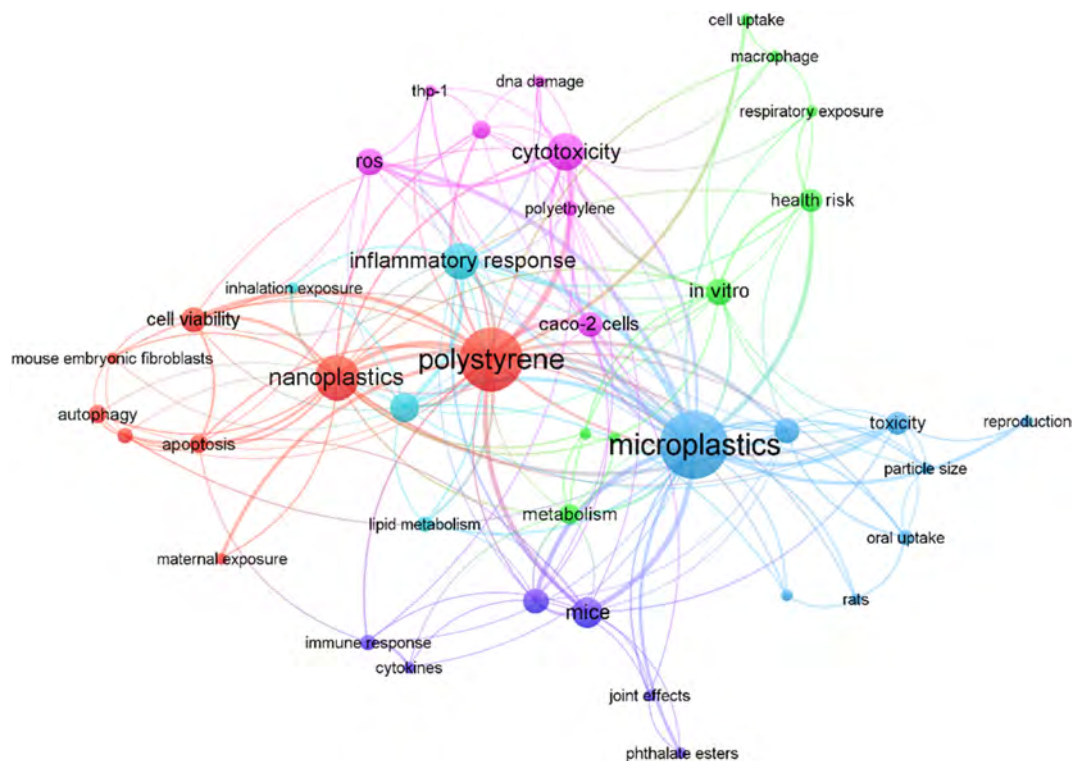 cell uptake
macrophage
dna damage
thp-1
respiratory exposure
cytotoxicity
ros
health risk
polyethylene
inflammatory response
inhalation exposure
in vitro
cell viability
caco-2 cells
mouse embryonic fibroblasts
polystyrene
nanoplastics
autophagy
toxicity
reproduction
apoptosis
microplastics
particle size
metabolism
lipid metabolism
oral uptake
maternal exposure
rats
mice
immune response
cytokines
joint effects
phthalate esters